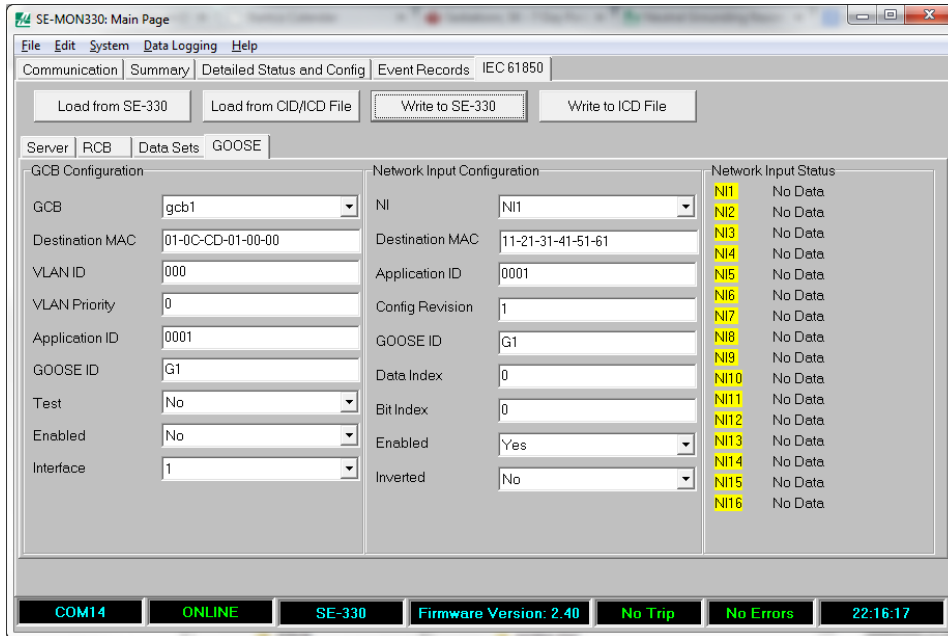 SE-MON330: Main Page
File Edit System Data Logging Help
Communication Summary Detailed Status and Config Event Records IEC 61850
Load from SE-330 Load from CID/ICD File Write to SE-330 Write to ICD File
Server RCB Data Sets GOOSE
GCB Configuration
GCB gcb1
Destination MAC 01-0C-CD-01-00-00
VLAN ID 000
VLAN Priority 0
Application ID 0001
GOOSE ID G1
Test No
Enabled No
Interface 1
Network Input Configuration
NI NI1
Destination MAC 11-21-31-41-51-61
Application ID 0001
Config Revision 1
GOOSE ID G1
Data Index 0
Bit Index 0
Enabled Yes
Inverted No
Network Input Status
NI1 No Data
NI2 No Data
NI3 No Data
NI4 No Data
NI5 No Data
NI6 No Data
NI7 No Data
NI8 No Data
NI9 No Data
NI10 No Data
NI11 No Data
NI12 No Data
NI13 No Data
NI14 No Data
NI15 No Data
NI16 No Data
COM14 ONLINE SE-330 Firmware Version: 2.40 No Trip No Errors 22:16:17